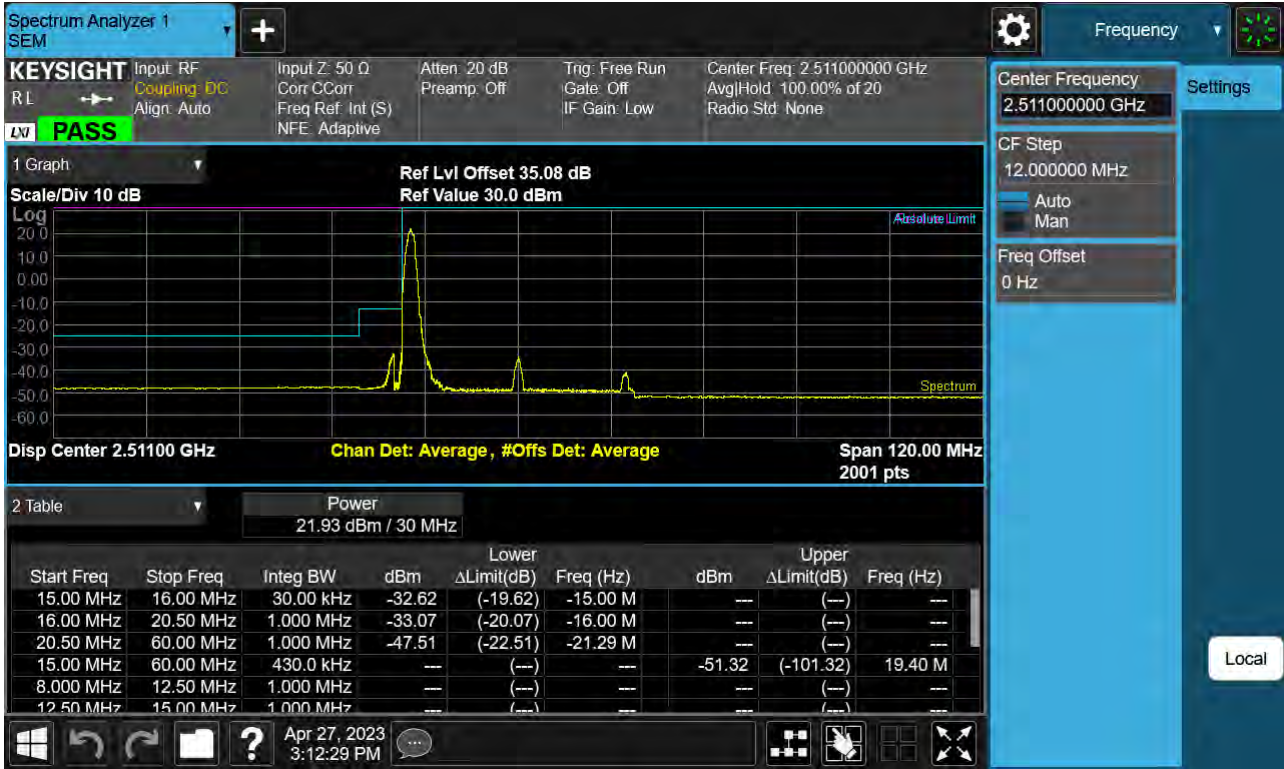 Spectrum Analyzer 1
SEM
Frequency
KEYSIGHT
Input: RF
Coupling: DC
Align: Auto
Input Z: 50 Ω
Corr CCorr
Freq Ref: Int (S)
NFE: Adaptive
Atten: 20 dB
Preamp: Off
Trig: Free Run
Gate: Off
IF Gain: Low
Center Freq: 2.511000000 GHz
Avg|Hold: 100.00% of 20
Radio Std: None
R L
LXI PASS
Center Frequency
2.511000000 GHz
Settings
CF Step
12.000000 MHz
Auto
Man
Freq Offset
0 Hz
1 Graph
Scale/Div 10 dB
Ref Lvl Offset 35.08 dB
Ref Value 30.0 dBm
Log
Absolute Limit
20.0
10.0
0.00
-10.0
-20.0
-30.0
-40.0
-50.0
-60.0
Spectrum
Disp Center 2.51100 GHz
Chan Det: Average, #Offs Det: Average
Span 120.00 MHz
2001 pts
2 Table
Power
21.93 dBm / 30 MHz
Lower Upper
Start Freq Stop Freq Integ BW dBm ΔLimit(dB) Freq (Hz) dBm ΔLimit(dB) Freq (Hz)
15.00 MHz 16.00 MHz 30.00 kHz -32.62 (-19.62) -15.00 M --- (---) ---
16.00 MHz 20.50 MHz 1.000 MHz -33.07 (-20.07) -16.00 M --- (---) ---
20.50 MHz 60.00 MHz 1.000 MHz -47.51 (-22.51) -21.29 M --- (---) ---
15.00 MHz 60.00 MHz 430.0 kHz --- (---) --- -51.32 (-101.32) 19.40 M
8.000 MHz 12.50 MHz 1.000 MHz --- (---) --- --- (---) ---
12.50 MHz 15.00 MHz 1.000 MHz --- (---) --- --- (---) ---
Local
Apr 27, 2023
3:12:29 PM